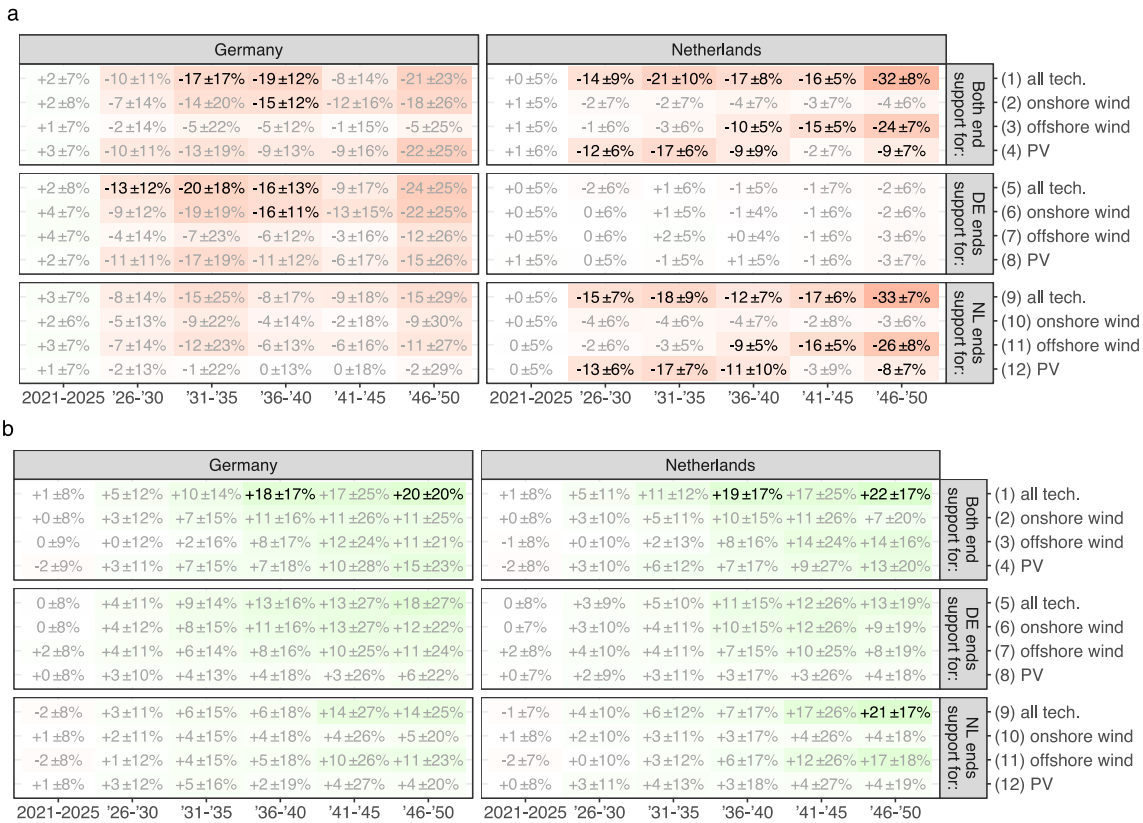 a
Germany Netherlands
+2 ±7% -10 ±11% -17 ±17% -19 ±12% -8 ±14% -21 ±23% +0 ±5% -14 ±9% -21 ±10% -17 ±8% -16 ±5% -32 ±8% (1) all tech.
+2 ±8% -7 ±14% -14 ±20% -15 ±12% -12 ±16% -18 ±26% +1 ±5% -2 ±7% -2 ±7% -4 ±7% -3 ±7% -4 ±6% (2) onshore wind
+1 ±7% -2 ±14% -5 ±22% -5 ±12% -1 ±15% -5 ±25% +1 ±5% -1 ±6% -3 ±6% -10 ±5% -15 ±5% -24 ±7% (3) offshore wind
+3 ±7% -10 ±11% -13 ±19% -9 ±13% -9 ±16% -22 ±25% +1 ±6% -12 ±6% -17 ±6% -9 ±9% -2 ±7% -9 ±7% (4) PV
Both end
support for:
+2 ±8% -13 ±12% -20 ±18% -16 ±13% -9 ±17% -24 ±25% +0 ±5% -2 ±6% +1 ±6% -1 ±5% -1 ±7% -2 ±6% (5) all tech.
+4 ±7% -9 ±12% -19 ±19% -16 ±11% -13 ±15% -22 ±25% +0 ±5% 0 ±6% +1 ±5% -1 ±4% -1 ±6% -2 ±6% (6) onshore wind
+4 ±7% -4 ±14% -7 ±23% -6 ±12% -3 ±16% -12 ±26% +0 ±5% 0 ±6% +2 ±5% +0 ±4% -1 ±6% -3 ±6% (7) offshore wind
+2 ±7% -11 ±11% -17 ±19% -11 ±12% -6 ±17% -15 ±26% +1 ±5% 0 ±5% -1 ±5% +1 ±5% -1 ±6% -3 ±7% (8) PV
DE ends
support for:
+3 ±7% -8 ±14% -15 ±25% -8 ±17% -9 ±18% -15 ±29% +0 ±5% -15 ±7% -18 ±9% -12 ±7% -17 ±6% -33 ±7% (9) all tech.
+2 ±6% -5 ±13% -9 ±22% -4 ±14% -2 ±18% -9 ±30% +0 ±5% -4 ±6% -4 ±6% -4 ±7% -2 ±8% -3 ±6% (10) onshore wind
+3 ±7% -7 ±14% -12 ±23% -6 ±13% -6 ±16% -11 ±27% 0 ±5% -2 ±6% -3 ±5% -9 ±5% -16 ±5% -26 ±8% (11) offshore wind
+1 ±7% -2 ±13% -1 ±22% 0 ±13% 0 ±18% -2 ±29% 0 ±5% -13 ±6% -17 ±7% -11 ±10% -3 ±9% -8 ±7% (12) PV
NL ends
support for:
2021-2025 '26-'30 '31-'35 '36-'40 '41-'45 '46-'50 2021-2025 '26-'30 '31-'35 '36-'40 '41-'45 '46-'50
b
Germany Netherlands
+1 ±8% +5 ±12% +10 ±14% +18 ±17% +17 ±25% +20 ±20% +1 ±8% +5 ±11% +11 ±12% +19 ±17% +17 ±25% +22 ±17% (1) all tech.
+0 ±8% +3 ±12% +7 ±15% +11 ±16% +11 ±26% +11 ±25% +0 ±8% +3 ±10% +5 ±11% +10 ±15% +11 ±26% +7 ±20% (2) onshore wind
0 ±9% +0 ±12% +2 ±16% +8 ±17% +12 ±24% +11 ±21% -1 ±8% +0 ±10% +2 ±13% +8 ±16% +14 ±24% +14 ±16% (3) offshore wind
-2 ±9% +3 ±11% +7 ±15% +7 ±18% +10 ±28% +15 ±23% -2 ±8% +3 ±10% +6 ±12% +7 ±17% +9 ±27% +13 ±20% (4) PV
Both end
support for:
0 ±8% +4 ±11% +9 ±14% +13 ±16% +13 ±27% +18 ±27% 0 ±8% +3 ±9% +5 ±10% +11 ±15% +12 ±26% +13 ±19% (5) all tech.
0 ±8% +4 ±12% +8 ±15% +11 ±16% +13 ±27% +12 ±22% 0 ±7% +3 ±10% +4 ±11% +10 ±15% +12 ±26% +9 ±19% (6) onshore wind
+2 ±8% +4 ±11% +6 ±14% +8 ±16% +10 ±25% +11 ±24% +2 ±8% +4 ±10% +4 ±11% +7 ±15% +10 ±25% +8 ±19% (7) offshore wind
+0 ±8% +3 ±10% +4 ±13% +4 ±18% +3 ±26% +6 ±22% +0 ±7% +2 ±9% +3 ±11% +3 ±17% +3 ±26% +4 ±18% (8) PV
DE ends
support for:
-2 ±8% +3 ±11% +6 ±15% +6 ±18% +14 ±27% +14 ±25% -1 ±7% +4 ±10% +6 ±12% +7 ±17% +17 ±26% +21 ±17% (9) all tech.
+1 ±8% +2 ±11% +4 ±15% +4 ±18% +4 ±26% +5 ±20% +1 ±8% +2 ±10% +3 ±11% +3 ±17% +4 ±26% +4 ±18% (10) onshore wind
-2 ±8% +1 ±12% +4 ±15% +5 ±18% +10 ±26% +11 ±23% -2 ±7% +0 ±10% +3 ±12% +6 ±17% +12 ±26% +17 ±18% (11) offshore wind
+1 ±8% +3 ±12% +5 ±16% +2 ±19% +4 ±27% +4 ±20% +0 ±8% +3 ±11% +4 ±13% +3 ±18% +4 ±27% +4 ±19% (12) PV
NL ends
support for:
2021-2025 '26-'30 '31-'35 '36-'40 '41-'45 '46-'50 2021-2025 '26-'30 '31-'35 '36-'40 '41-'45 '46-'50